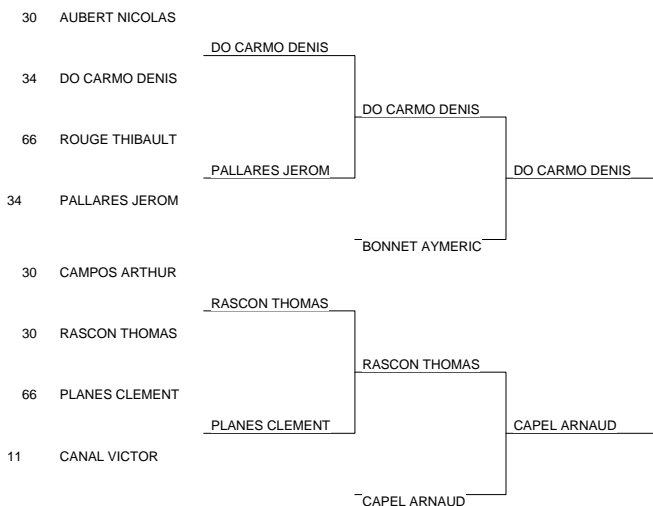 30 AUBERT NICOLAS
DO CARMO DENIS
34 DO CARMO DENIS
DO CARMO DENIS
66 ROUGE THIBAULT
PALLARES JEROM
DO CARMO DENIS
34 PALLARES JEROM
BONNET AYMERIC
30 CAMPOS ARTHUR
RASCON THOMAS
30 RASCON THOMAS
RASCON THOMAS
66 PLANES CLEMENT
PLANES CLEMENT
CAPEL ARNAUD
11 CANAL VICTOR
CAPEL ARNAUD